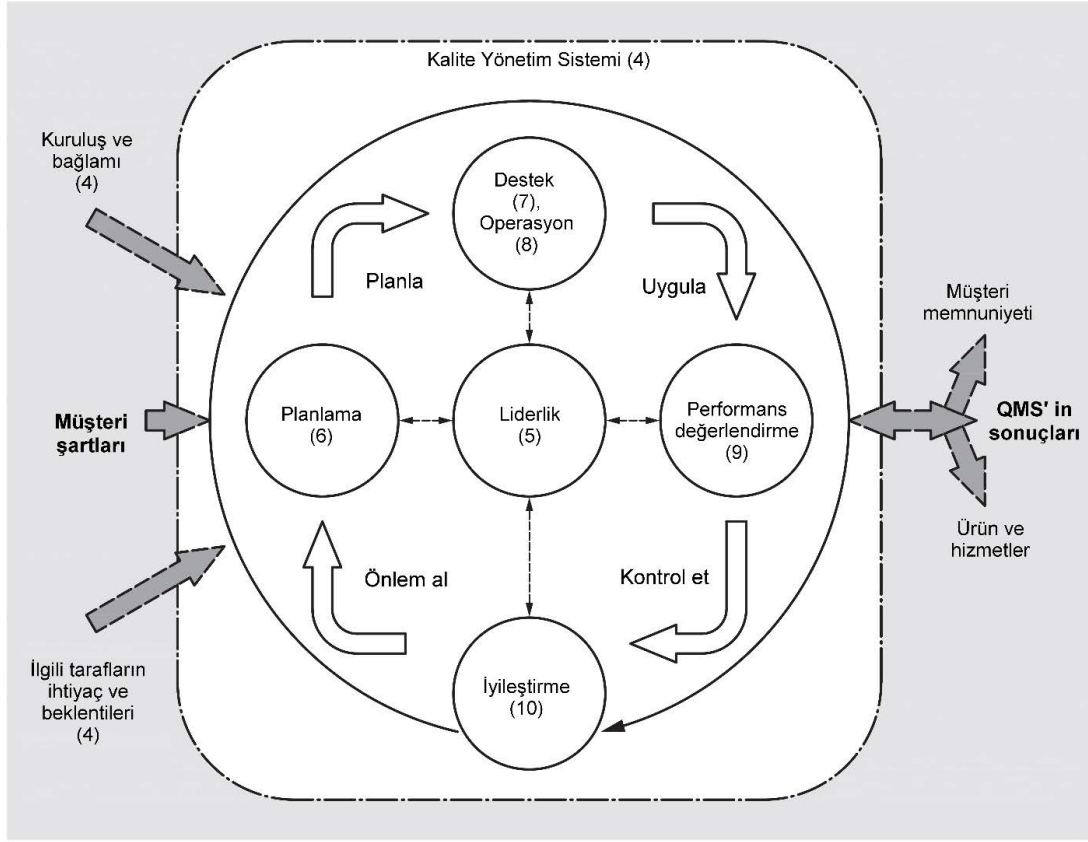 Kalite Yönetim Sistemi (4)
Kuruluş ve
bağlamı
(4)
Destek
(7),
Operasyon
(8)
Planla
Uygula
Müşteri
memnuniyeti
Müşteri
şartları
Planlama
(6)
Liderlik
(5)
Performans
değerlendirme
(9)
QMS' in
sonuçları
Ürün ve
hizmetler
Önlem al
Kontrol et
İlgili tarafların
ihtiyaç ve
beklentileri
(4)
İyileştirme
(10)